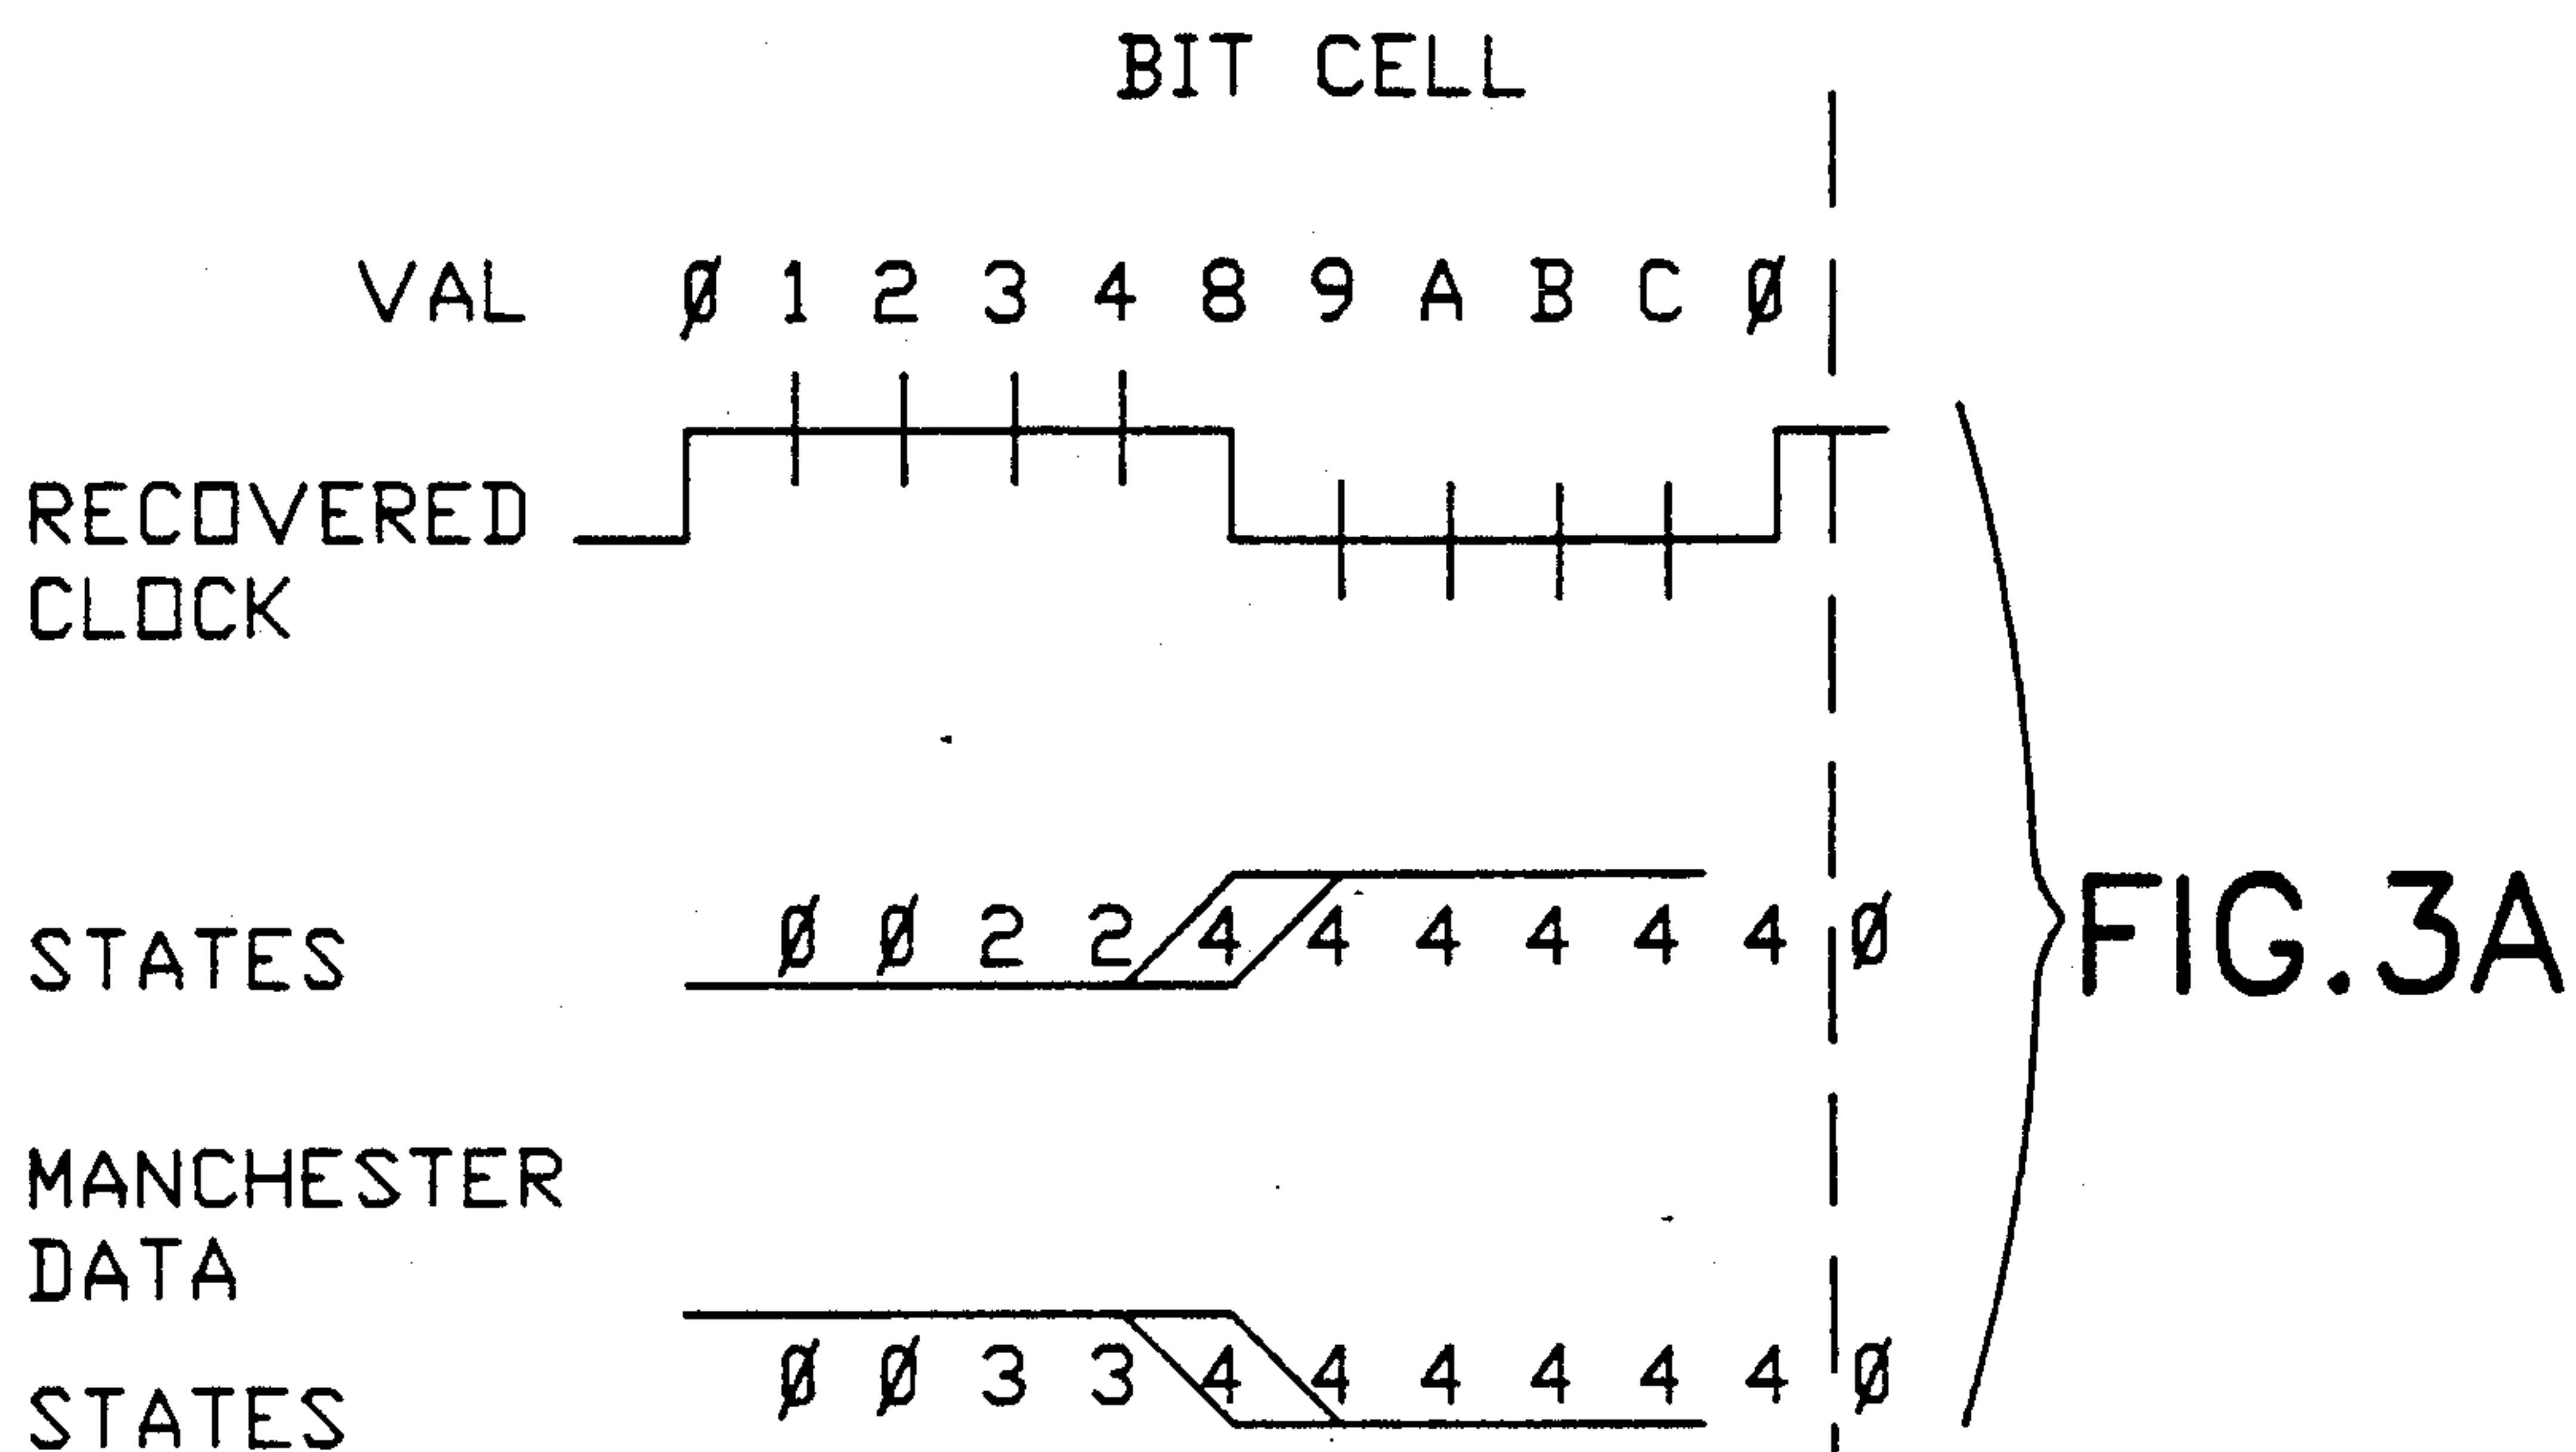 BIT CELL
VAL Ø 1 2 3 4 8 9 A B C Ø
RECOVERED
CLOCK
STATES Ø Ø 2 2 4 4 4 4 4 4 Ø
FIG.3A
MANCHESTER
DATA
STATES Ø Ø 3 3 4 4 4 4 4 4 Ø